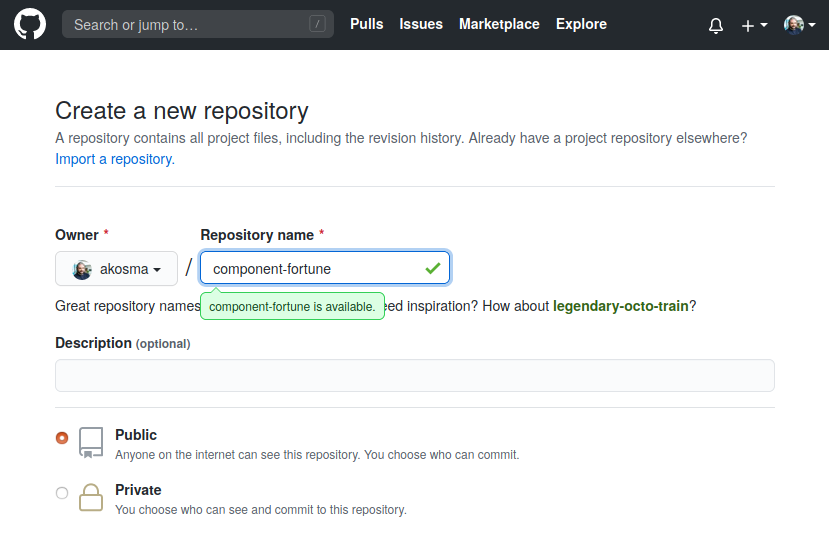 Search or jump to…
/
Pulls
Issues
Marketplace
Explore
Create a new repository
A repository contains all project files, including the revision history. Already have a project repository elsewhere?
Import a repository.
Owner *
Repository name *
akosma
/
component-fortune
Great repository names eed inspiration? How about legendary-octo-train?
component-fortune is available.
Description (optional)
Public
Anyone on the internet can see this repository. You choose who can commit.
Private
You choose who can see and commit to this repository.